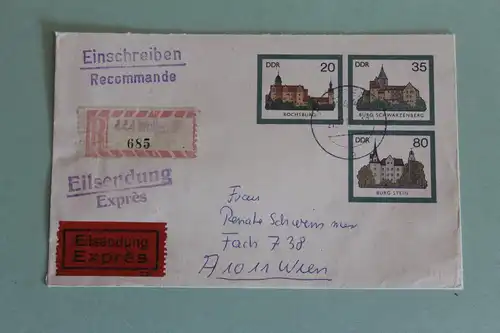 Einschreiben
Recommande
R
685
Eilsendung
Exprès
Eilsendung
Exprès
DDR 20
ROCHSBURG
DDR 35
BURG SCHWARZENBERG
DDR 80
BURG STEIN
Frau
Renate
Fach 738
A 1011 Wien